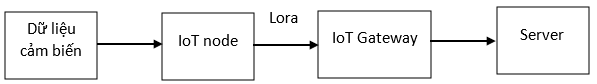 Dữ liệu
cảm biến
IoT node
Lora
IoT Gateway
Server